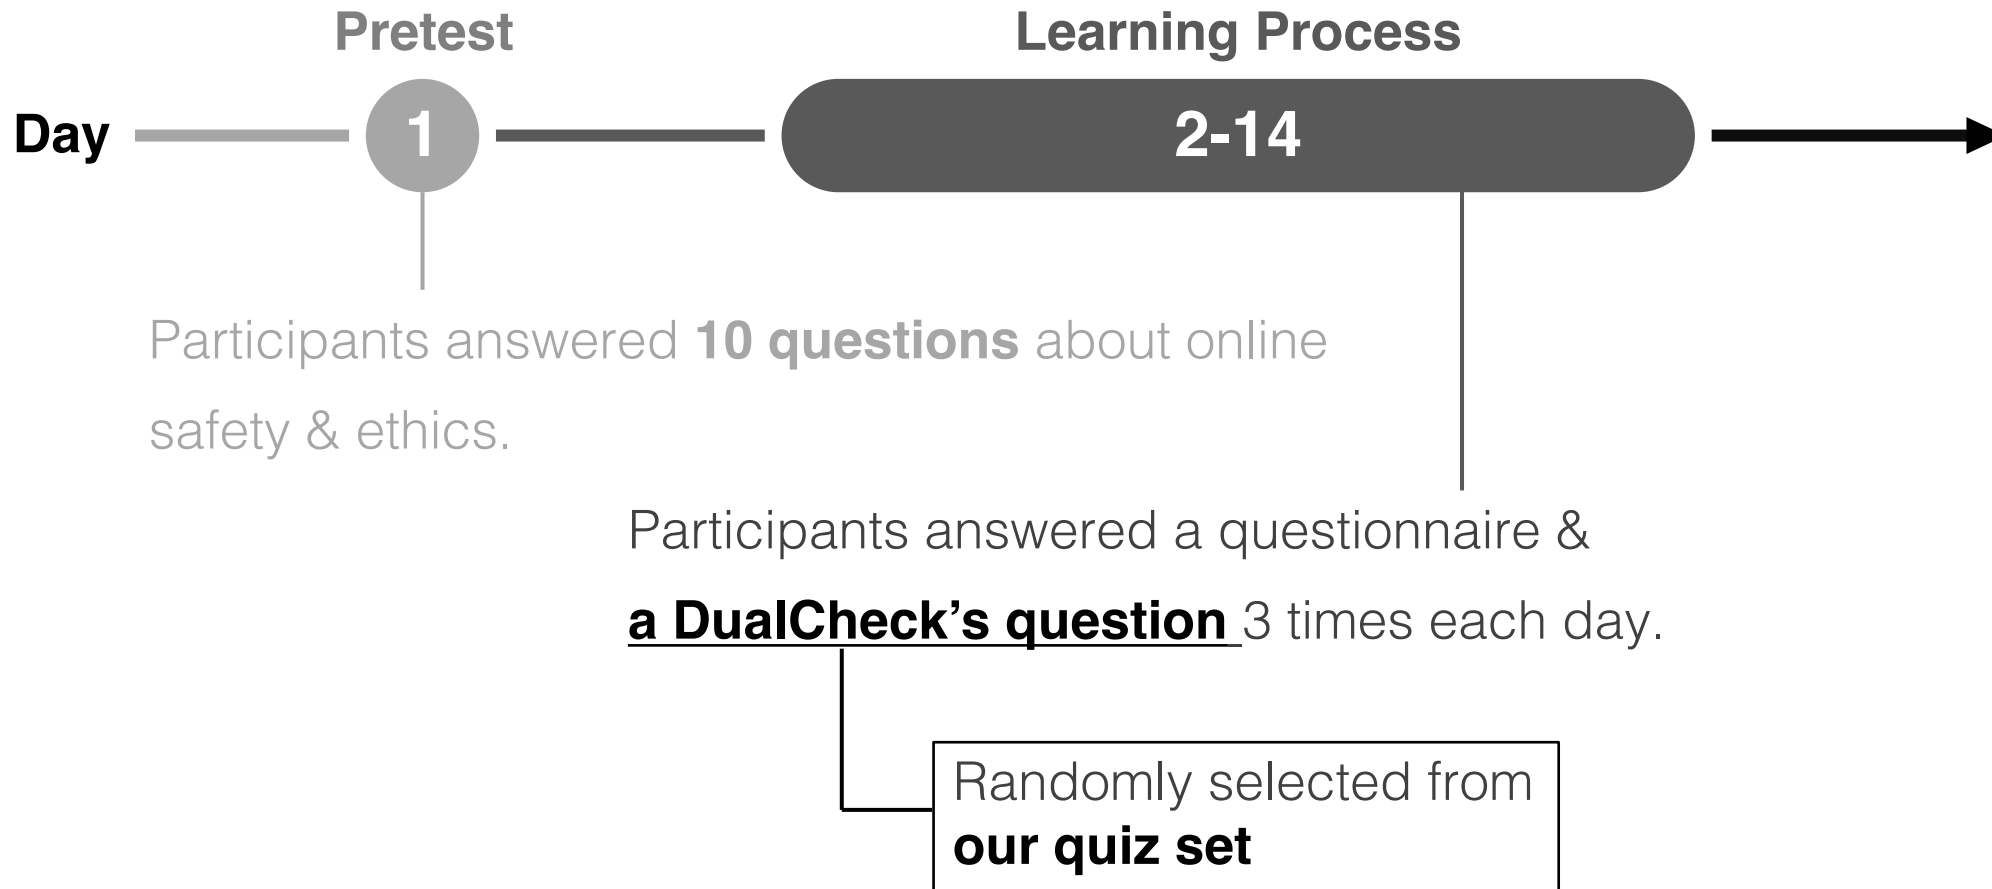 Pretest
Learning Process
Day
1
2-14
Participants answered 10 questions about online
safety & ethics.
Participants answered a questionnaire &
a DualCheck’s question 3 times each day.
Randomly selected from
our quiz set